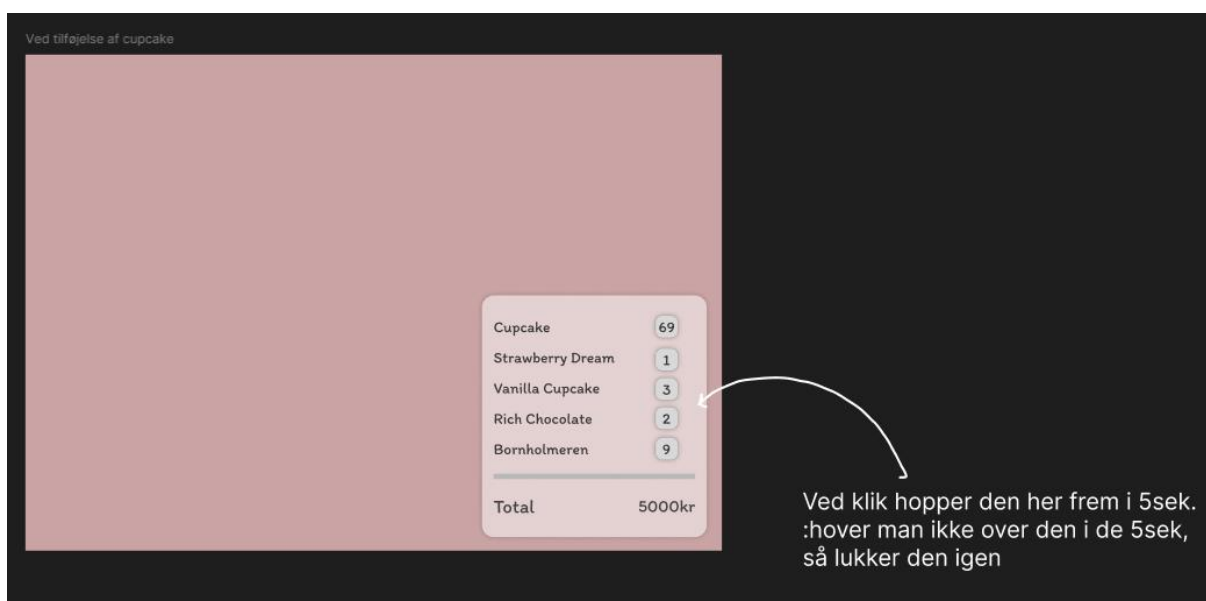 Ved tilføjelse af cupcake
Cupcake 69
Strawberry Dream 1
Vanilla Cupcake 3
Rich Chocolate 2
Bornholmeren 9
Total 5000kr
Ved klik hopper den her frem i 5sek.
:hover man ikke over den i de 5sek,
så lukker den igen